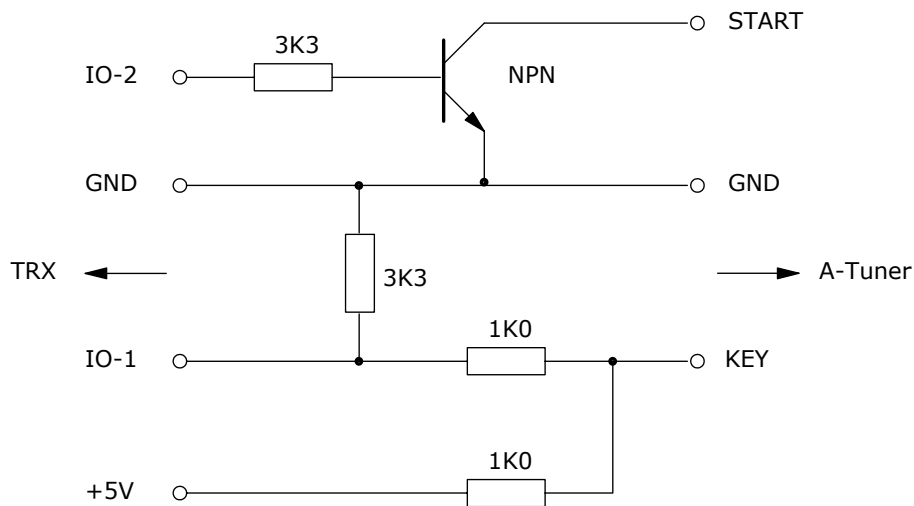 START
3K3
IO-2
NPN
GND
GND
TRX
3K3
A-Tuner
1K0
IO-1
KEY
1K0
+5V